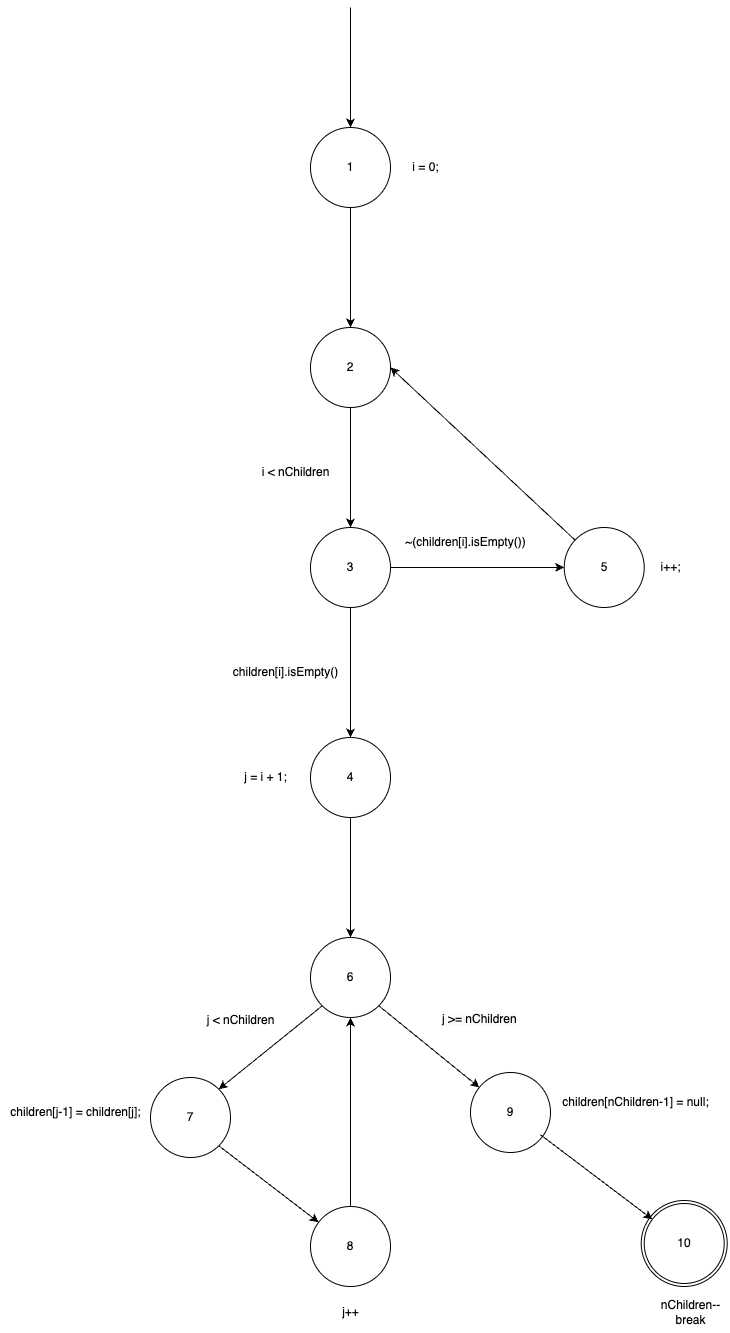 1
i = 0;
2
i < nChildren
~(children[i].isEmpty())
3
5
i++;
children[i].isEmpty()
j = i + 1;
4
6
j < nChildren
j >= nChildren
children[j-1] = children[j];
7
9
children[nChildren-1] = null;
8
10
j++
nChildren--
break